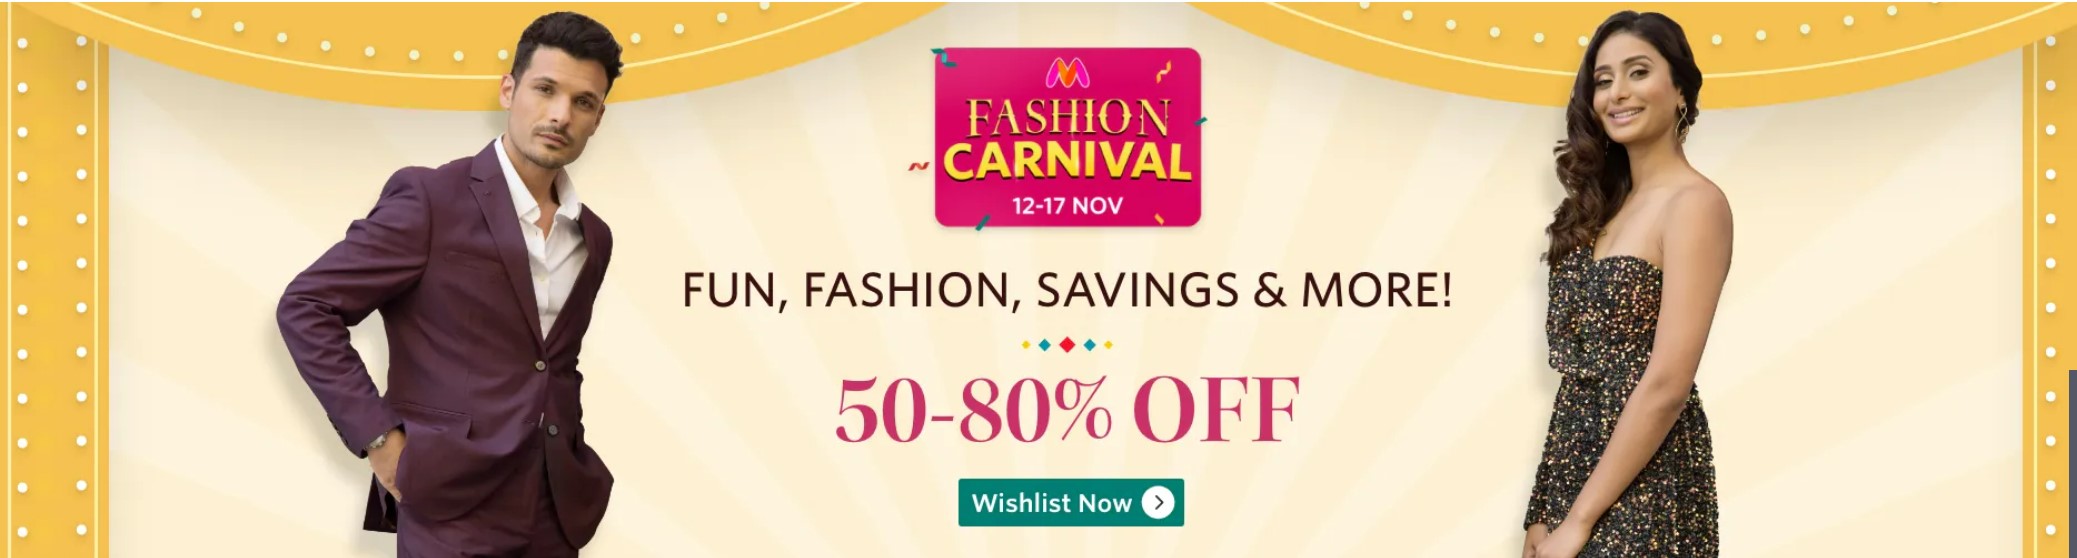 FASHION
CARNIVAL
12-17 NOV
FUN, FASHION, SAVINGS & MORE!
50-80% OFF
Wishlist Now